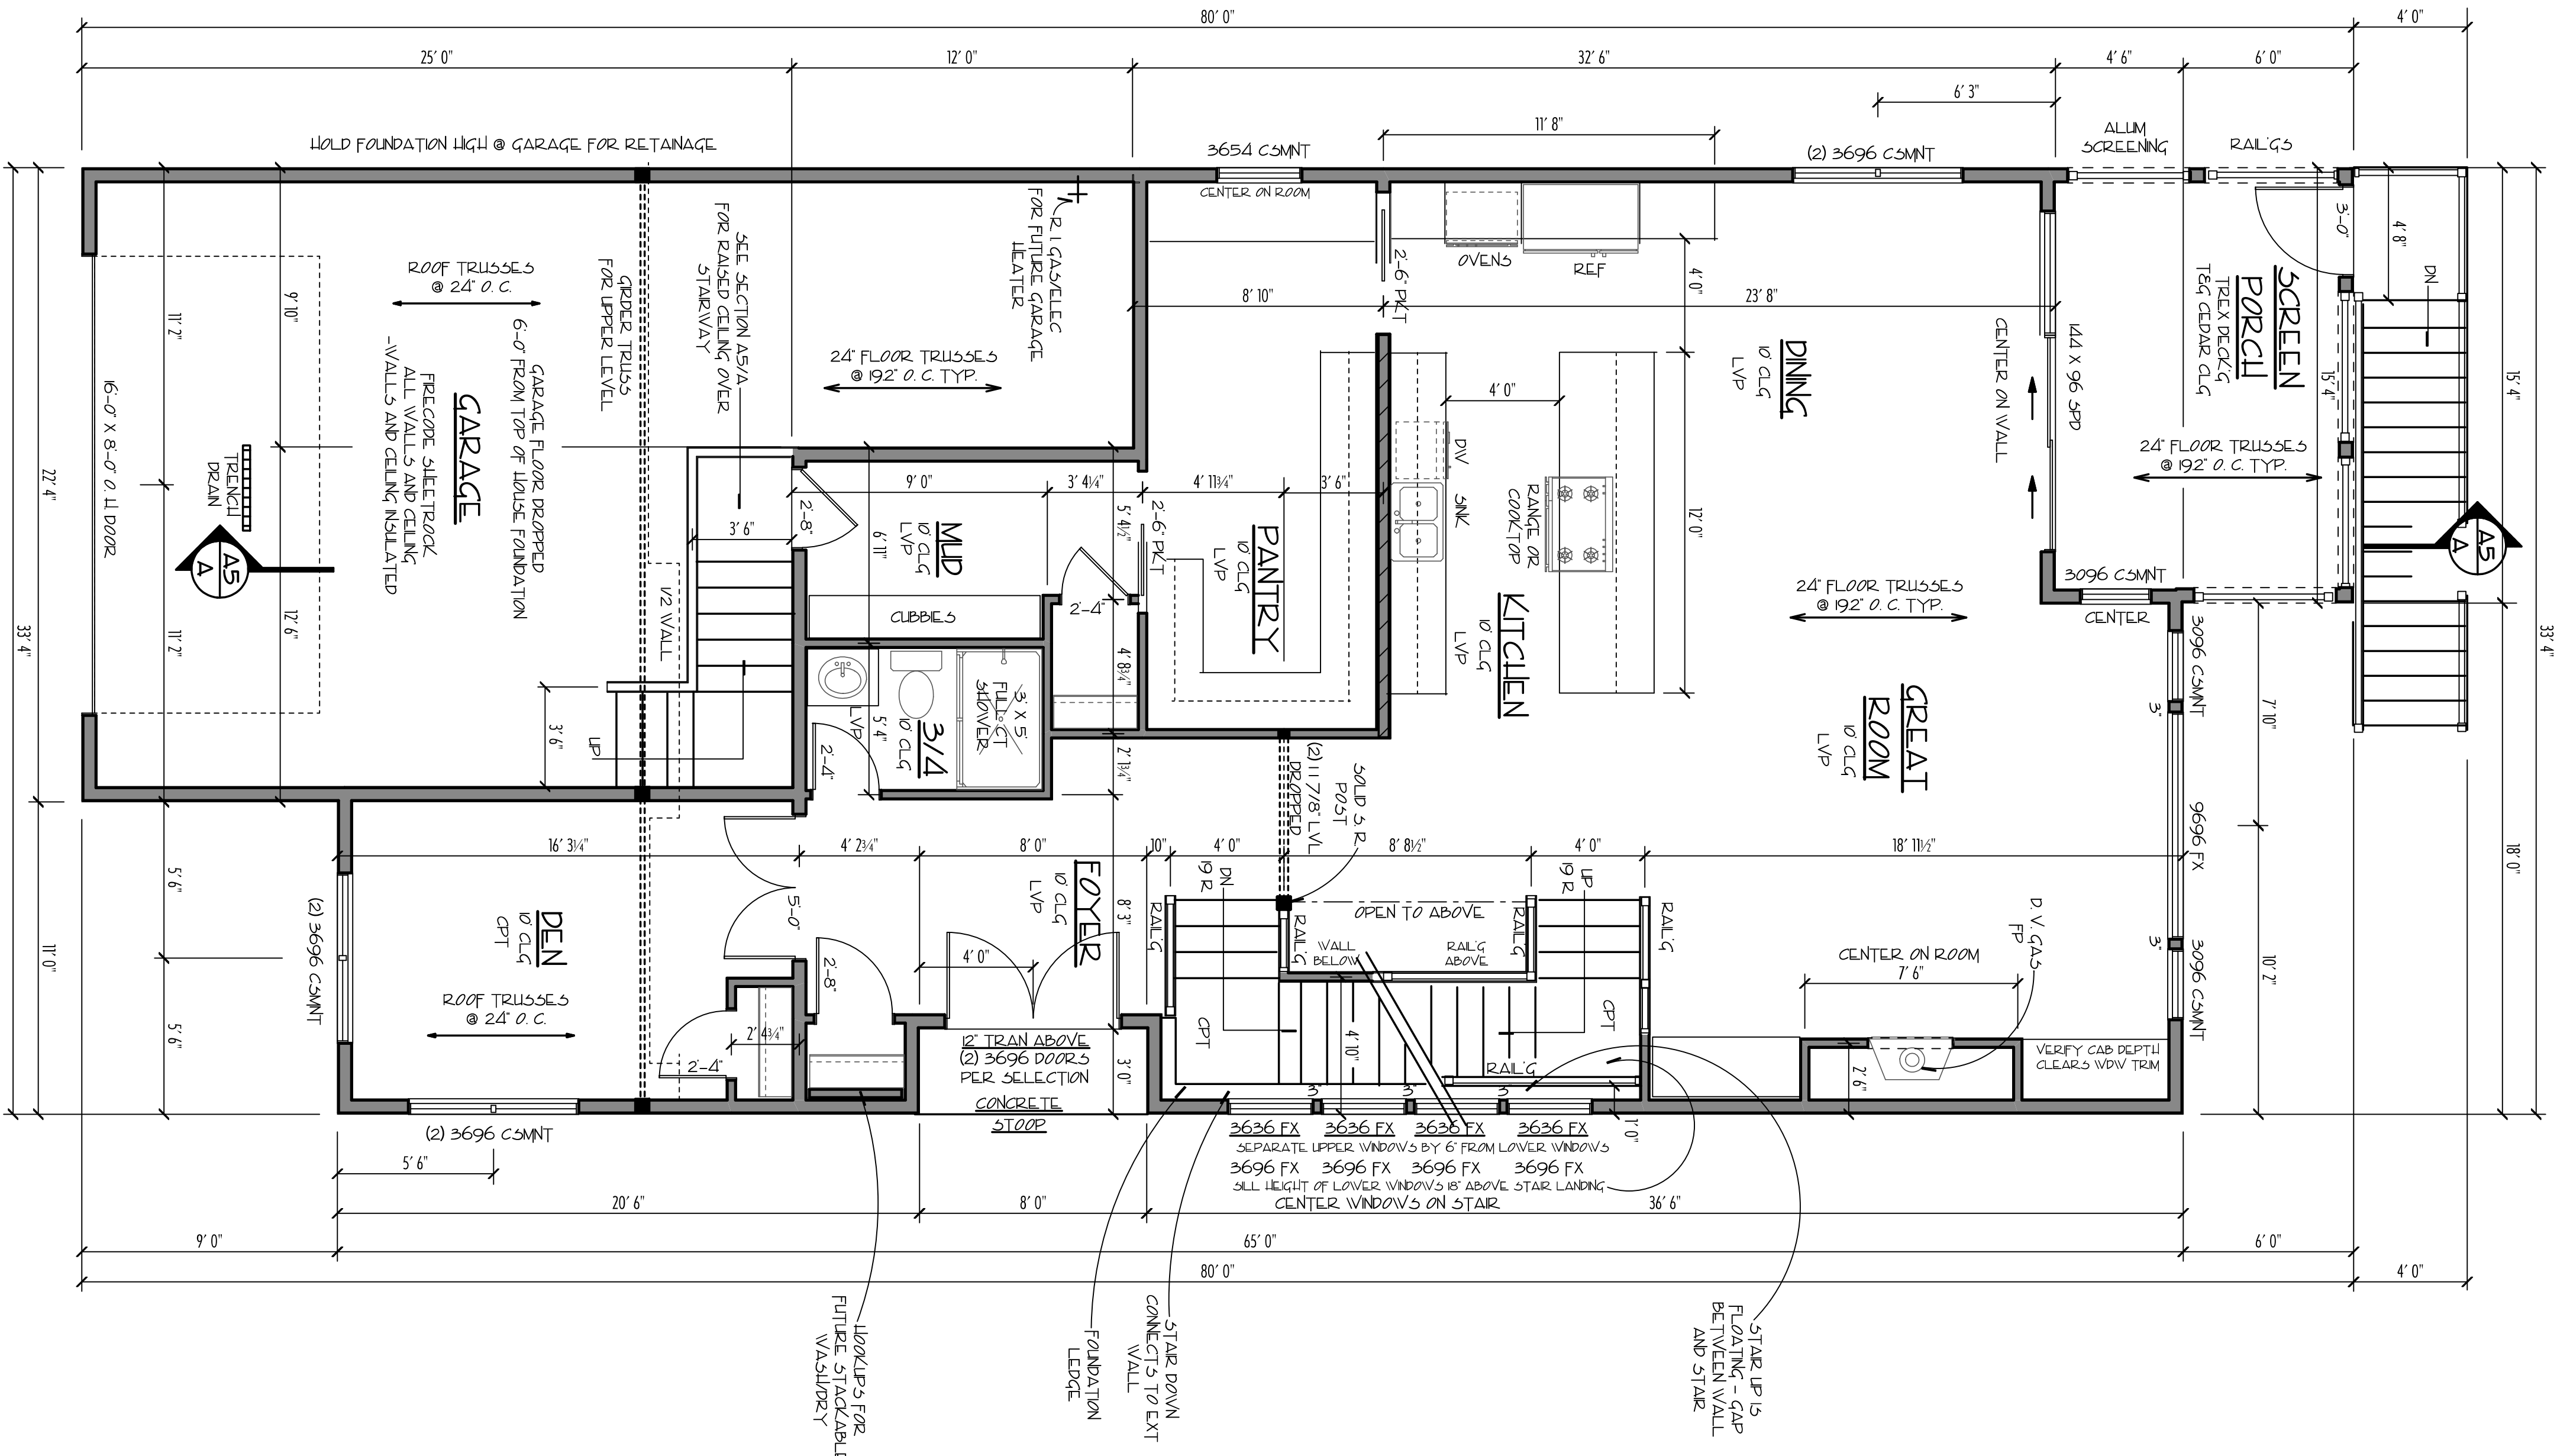 80' 0"
4' 0"
25' 0"
12' 0"
32' 6"
4' 6"
6' 0"
6' 3"
11' 8"
HOLD FOUNDATION HIGH @ GARAGE FOR RETAINAGE
3654 CSMNT
CENTER ON ROOM
(2) 3696 CSMNT
ALUM
SCREENING
RAIL'GS
R I GAS/ELEC
FOR FUTURE GARAGE
HEATER
SEE SECTION A5/A
FOR RAISED CEILING OVER
STAIRWAY
GIRDER TRUSS
FOR UPPER LEVEL
ROOF TRUSSES
@ 24" O. C.
24" FLOOR TRUSSES
@ 19.2" O. C. TYP.
GARAGE FLOOR DROPPED
6'-0" FROM TOP OF HOUSE FOUNDATION
GARAGE
FIRECODE SHEETROCK
ALL WALLS AND CEILING
-WALLS AND CEILING INSULATED
TRENCH
DRAIN
16'-0" X 8'-0" O. H DOOR
A5
A
9' 10"
11' 2"
12' 6"
11' 2"
22' 4"
33' 4"
1/2 WALL
3' 6"
3' 6"
UP
2'-8"
9' 0"
3' 4 1/4"
4' 11 3/4"
3' 6"
6' 11"
5' 4 1/2"
MUD
10' CLG
LVP
CUBBIES
2'-6" PKT
2'-4"
4' 8 3/4"
PANTRY
10' CLG
LVP
8' 10"
2'-6" PKT
23' 8"
OVENS
REF
4' 0"
4' 0"
12' 0"
DW
SINK
RANGE OR
COOKTOP
KITCHEN
10' CLG
LVP
DINING
10' CLG
LVP
CENTER ON WALL
144 X 96 SPD
SCREEN
PORCH
TREX DECK'G
T&G CEDAR CLG
15' 4"
3'-0"
4' 8"
DN
24" FLOOR TRUSSES
@ 19.2" O. C. TYP.
A5
A
15' 4"
33' 4"
18' 0"
24" FLOOR TRUSSES
@ 19.2" O. C. TYP.
3096 CSMNT
CENTER
3096 CSMNT
3"
7' 10"
9696 FX
3"
3096 CSMNT
10' 2"
GREAT
ROOM
10' CLG
LVP
3/4
10' CLG
LVP
5' 4"
3' X 5'
FULL CT
SHOWER
2'-4"
2' 1 3/4"
(2) 11 7/8" LVL
DROPPED
SOLID S. R.
POST
16' 3 1/4"
4' 2 3/4"
8' 0"
10"
4' 0"
8' 8 1/2"
4' 0"
18' 11 1/2"
5' 6"
5' 6"
11' 0"
(2) 3696 CSMNT
DEN
10' CLG
CPT
ROOF TRUSSES
@ 24" O. C.
5'-0"
2'-8"
2' 4 3/4"
2'-4"
FOYER
10' CLG
LVP
8' 3"
4' 0"
3' 0"
12" TRAN ABOVE
(2) 3696 DOORS
PER SELECTION
CONCRETE
STOOP
RAIL'G
DN
19 R
RAIL'G
OPEN TO ABOVE
WALL
BELOW
RAIL'G
ABOVE
RAIL'G
UP
19 R
RAIL'G
CPT
CPT
4' 10"
RAIL'G
3"
3"
3"
1' 0"
CENTER ON ROOM
7' 6"
D. V. GAS
FP
2' 6"
VERIFY CAB DEPTH
CLEARS WDW TRIM
(2) 3696 CSMNT
3636 FX
3636 FX
3636 FX
3636 FX
SEPARATE UPPER WINDOWS BY 6" FROM LOWER WINDOWS
3696 FX
3696 FX
3696 FX
3696 FX
SILL HEIGHT OF LOWER WINDOWS 18" ABOVE STAIR LANDING
CENTER WINDOWS ON STAIR
5' 6"
20' 6"
8' 0"
36' 6"
9' 0"
65' 0"
6' 0"
80' 0"
4' 0"
HOOKUPS FOR
FUTURE STACKABLE
WASH/DRY
FOUNDATION
LEDGE
STAIR DOWN
CONNECTS TO EXT
WALL
STAIR UP IS
FLOATING - GAP
BETWEEN WALL
AND STAIR